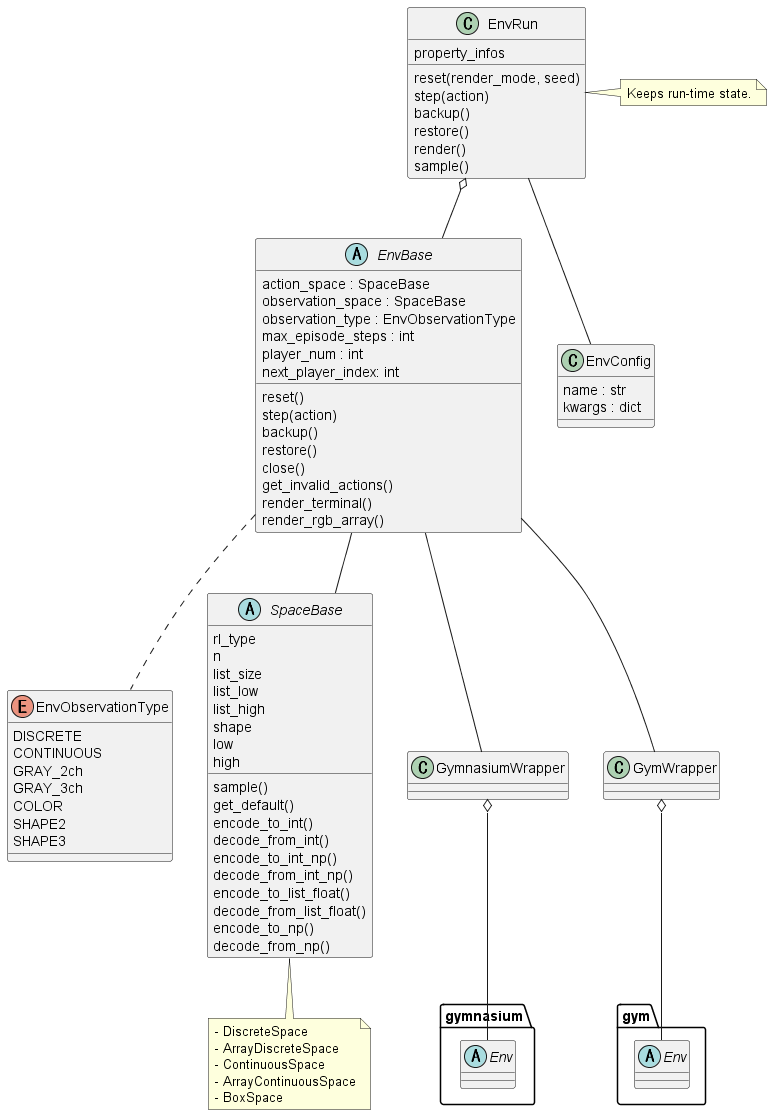 C EnvRun
property_infos
reset(render_mode, seed)
step(action)
backup()
restore()
render()
sample()
Keeps run-time state.
A EnvBase
action_space : SpaceBase
observation_space : SpaceBase
observation_type : EnvObservationType
max_episode_steps : int
player_num : int
next_player_index: int
reset()
step(action)
backup()
restore()
close()
get_invalid_actions()
render_terminal()
render_rgb_array()
C EnvConfig
name : str
kwargs : dict
E EnvObservationType
DISCRETE
CONTINUOUS
GRAY_2ch
GRAY_3ch
COLOR
SHAPE2
SHAPE3
A SpaceBase
rl_type
n
list_size
list_low
list_high
shape
low
high
sample()
get_default()
encode_to_int()
decode_from_int()
encode_to_int_np()
decode_from_int_np()
encode_to_list_float()
decode_from_list_float()
encode_to_np()
decode_from_np()
C GymnasiumWrapper
C GymWrapper
- DiscreteSpace
- ArrayDiscreteSpace
- ContinuousSpace
- ArrayContinuousSpace
- BoxSpace
gymnasium
A Env
gym
A Env